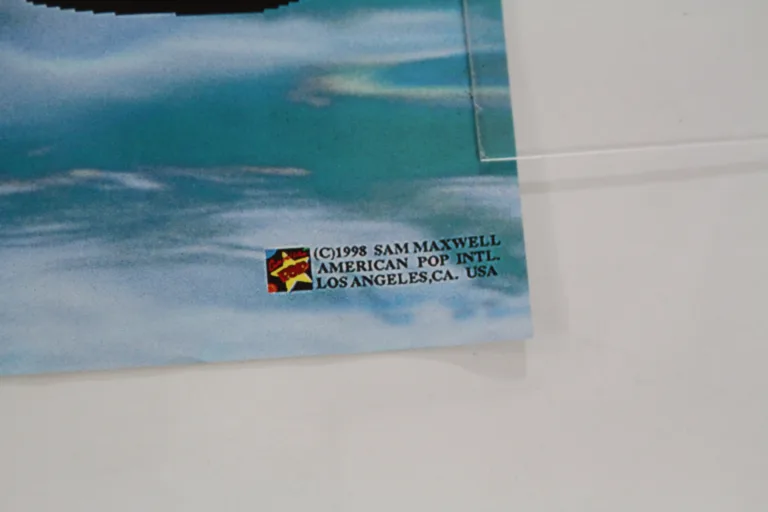 (C)1998 SAM MAXWELL
AMERICAN POP INTL.
LOS ANGELES,CA. USA